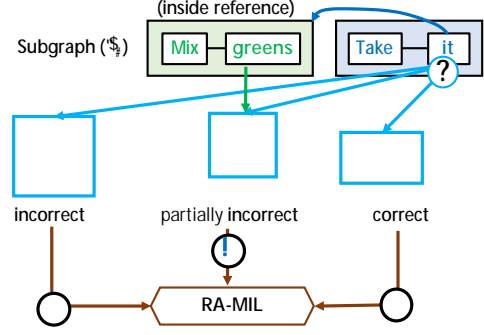 (inside reference)
Subgraph ('$#)
Mix greens Take it
?
incorrect partially incorrect correct
!
RA-MIL